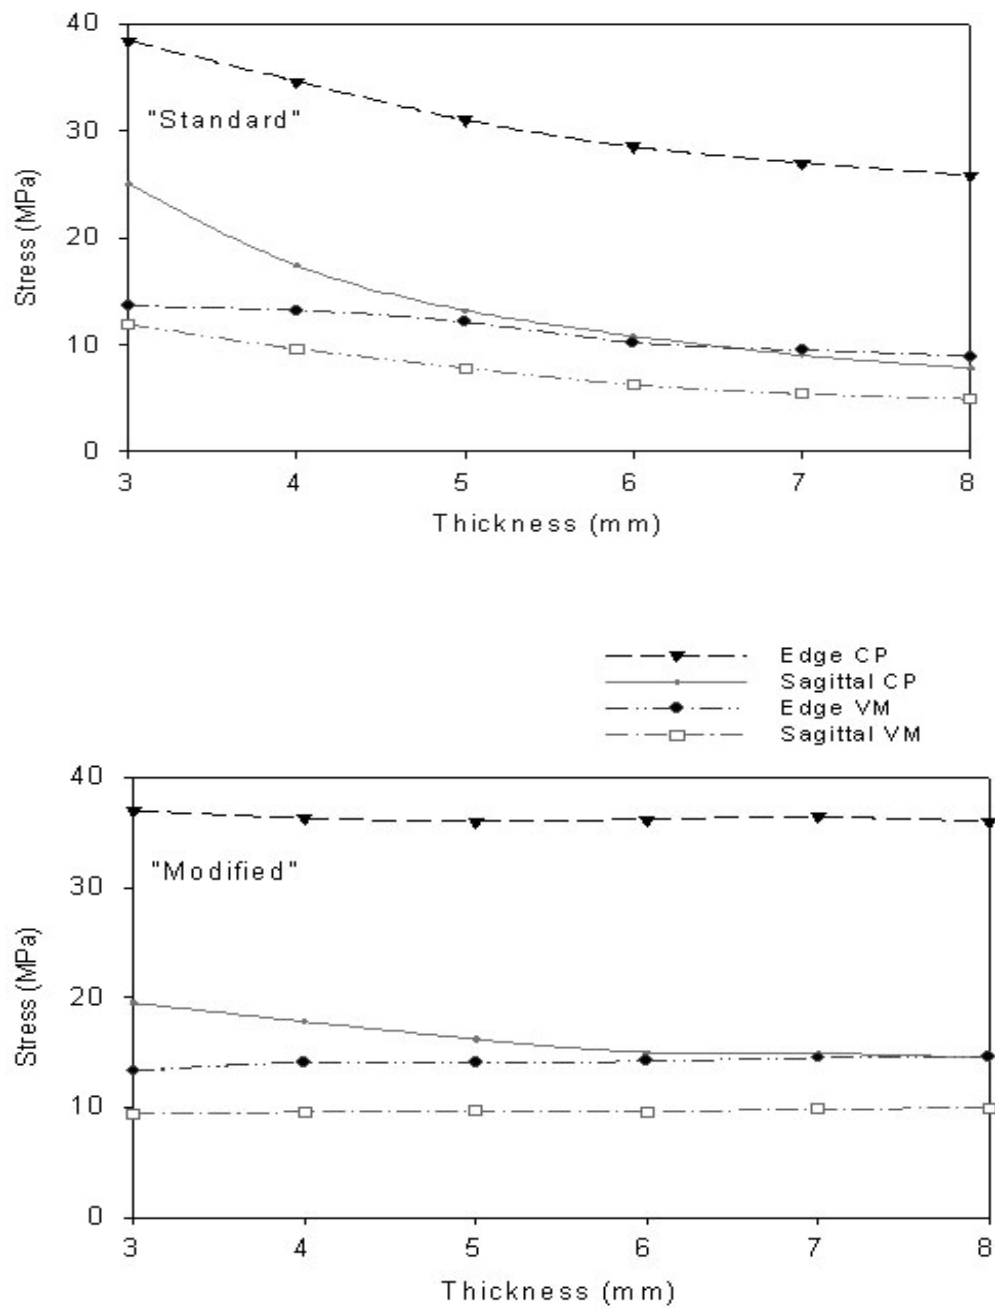 40
"Standard"
30
Stress (MPa)
20
10
0
3 4 5 6 7 8
Thickness (mm)
Edge CP
Sagittal CP
Edge VM
Sagittal VM
40
"Modified"
30
Stress (MPa)
20
10
0
3 4 5 6 7 8
Thickness (mm)